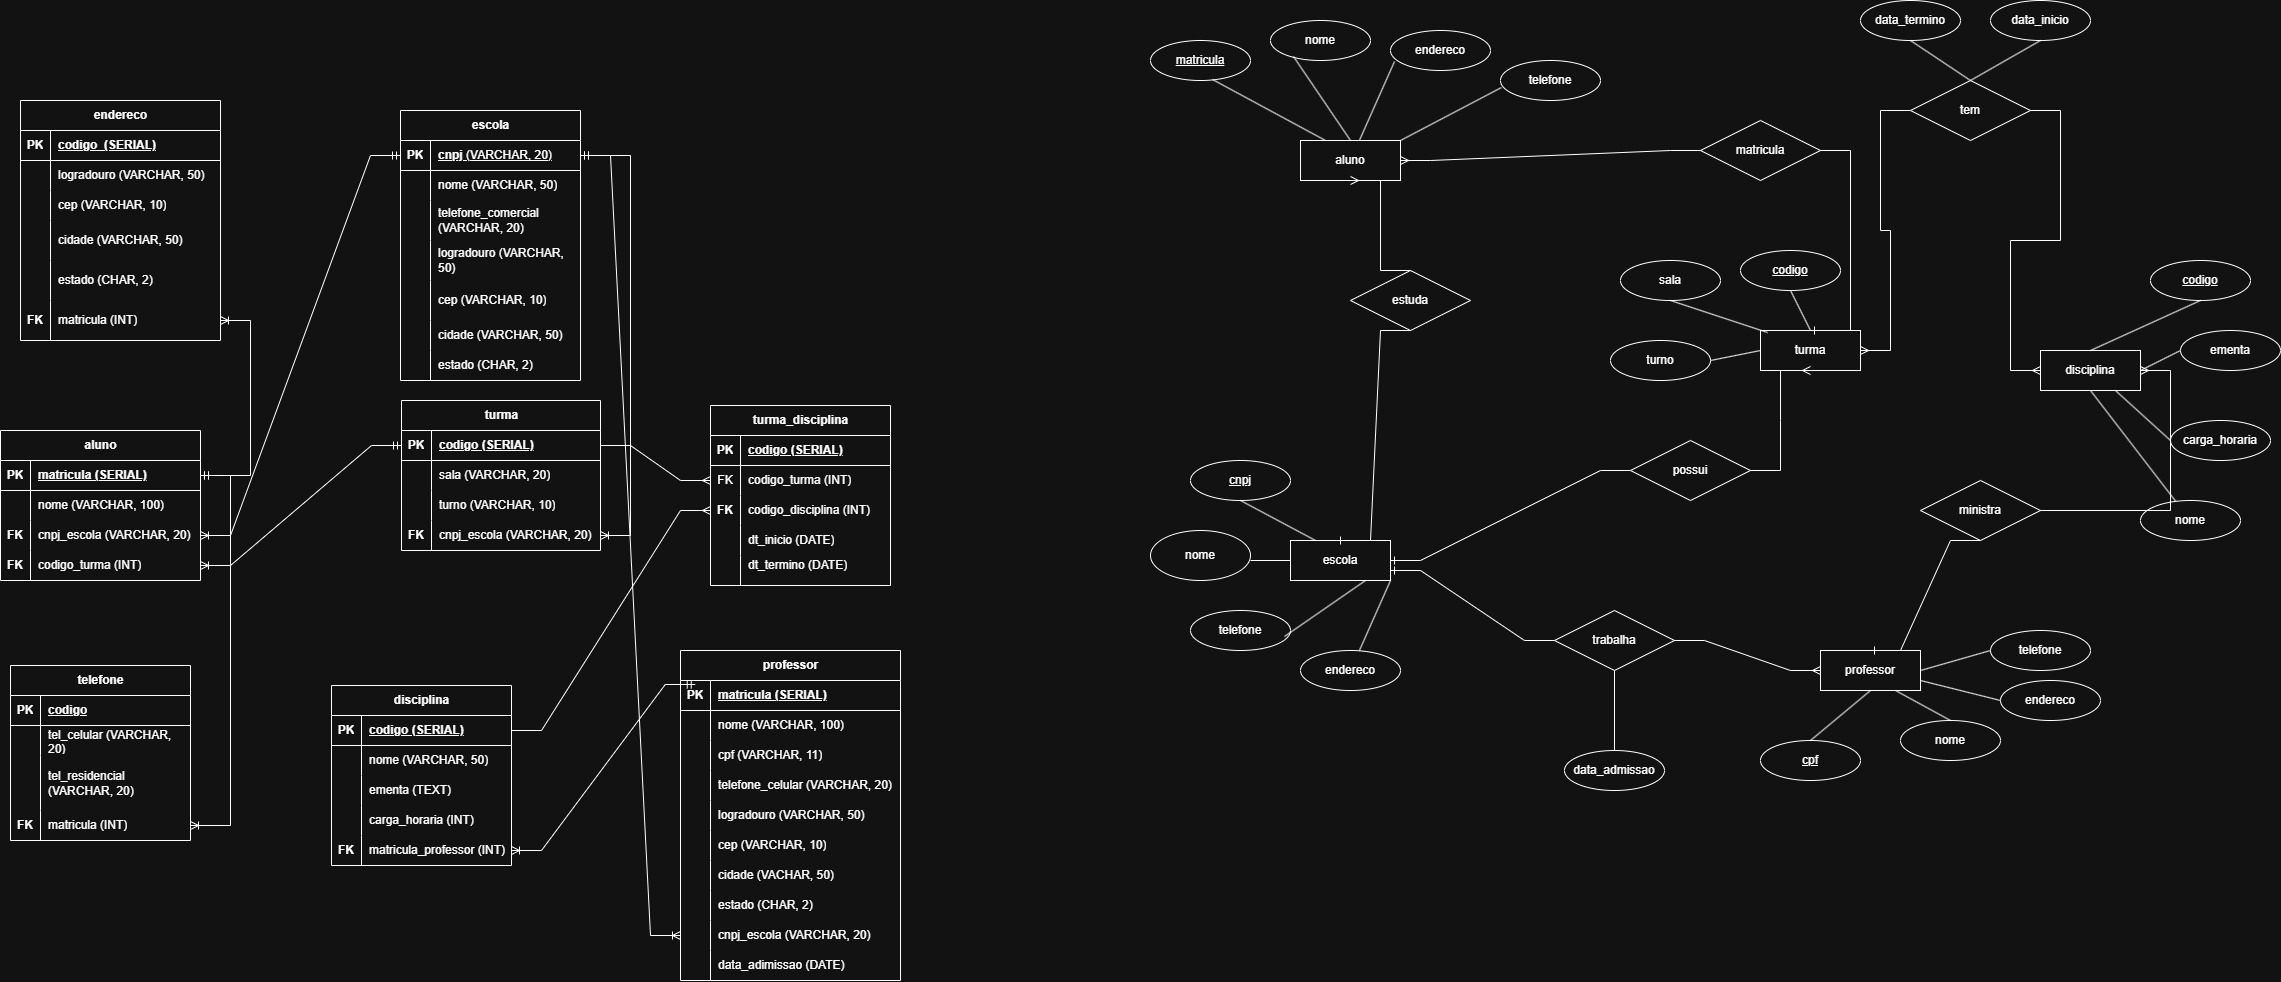 endereco
PK codigo (SERIAL)
logradouro (VARCHAR, 50)
cep (VARCHAR, 10)
cidade (VARCHAR, 50)
estado (CHAR, 2)
FK matricula (INT)
aluno
PK matricula (SERIAL)
nome (VARCHAR, 100)
FK cnpj_escola (VARCHAR, 20)
FK codigo_turma (INT)
telefone
PK codigo
tel_celular (VARCHAR,
20)
tel_residencial
(VARCHAR, 20)
FK matricula (INT)
escola
PK cnpj (VARCHAR, 20)
nome (VARCHAR, 50)
telefone_comercial
(VARCHAR, 20)
logradouro (VARCHAR,
50)
cep (VARCHAR, 10)
cidade (VARCHAR, 50)
estado (CHAR, 2)
turma
PK codigo (SERIAL)
sala (VARCHAR, 20)
turno (VARCHAR, 10)
FK cnpj_escola (VARCHAR, 20)
disciplina
PK codigo (SERIAL)
nome (VARCHAR, 50)
ementa (TEXT)
carga_horaria (INT)
FK matricula_professor (INT)
turma_disciplina
PK codigo (SERIAL)
FK codigo_turma (INT)
FK codigo_disciplina (INT)
dt_inicio (DATE)
dt_termino (DATE)
professor
PK matricula (SERIAL)
nome (VARCHAR, 100)
cpf (VARCHAR, 11)
telefone_celular (VARCHAR, 20)
logradouro (VARCHAR, 50)
cep (VARCHAR, 10)
cidade (VACHAR, 50)
estado (CHAR, 2)
cnpj_escola (VARCHAR, 20)
data_adimissao (DATE)
matricula
nome
endereco
telefone
aluno
matricula
data_termino
data_inicio
tem
estuda
sala
codigo
turno
turma
codigo
ementa
disciplina
carga_horaria
nome
possui
ministra
cnpj
nome
escola
telefone
endereco
trabalha
data_admissao
professor
telefone
endereco
nome
cpf